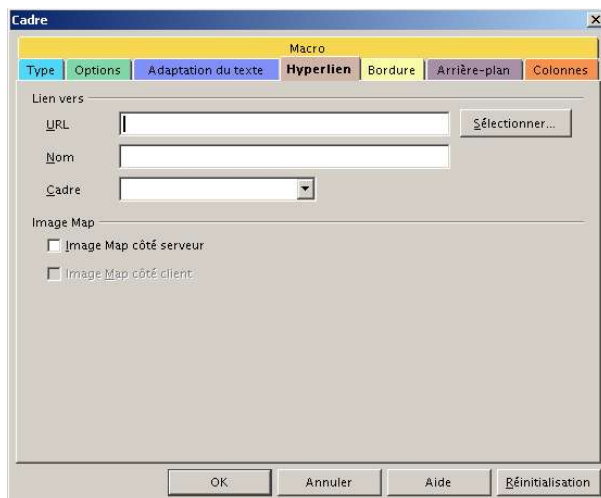 Cadre
Macro
Type Options Adaptation du texte Hyperlien Bordure Arrière-plan Colonnes
Lien vers
URL Sélectionner...
Nom
Cadre
Image Map
Image Map côté serveur
Image Map côté client
OK Annuler Aide Réinitialisation